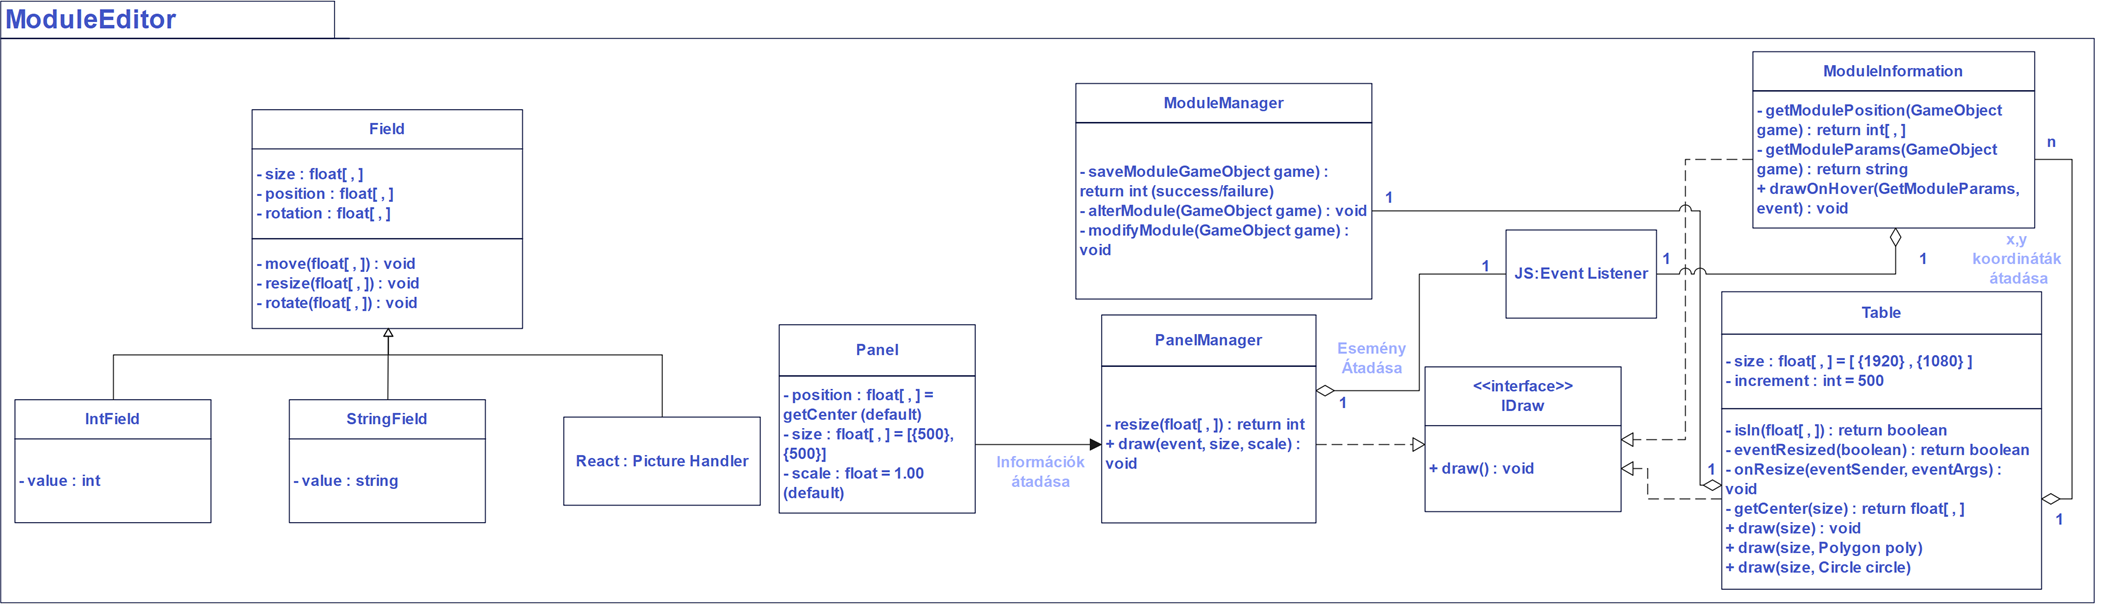 ModuleEditor
Field
- size : float[ , ]
- position : float[ , ]
- rotation : float[ , ]
- move(float[ , ]) : void
- resize(float[ , ]) : void
- rotate(float[ , ]) : void
IntField
- value : int
StringField
- value : string
React : Picture Handler
Panel
- position : float[ , ] =
getCenter (default)
- size : float[ , ] = [{500},
{500}]
- scale : float = 1.00
(default)
Információk
átadása
ModuleManager
- saveModuleGameObject game) :
return int (success/failure)
- alterModule(GameObject game) : void
- modifyModule(GameObject game) :
void
1
PanelManager
- resize(float[ , ]) : return int
+ draw(event, size, scale) :
void
Esemény
Átadása
1
1
JS:Event Listener
1
1
<<interface>>
IDraw
+ draw() : void
ModuleInformation
- getModulePosition(GameObject
game) : return int[ , ]
- getModuleParams(GameObject
game) : return string
+ drawOnHover(GetModuleParams,
event) : void
n
x,y
koordináták
átadása
Table
- size : float[ , ] = [ {1920} , {1080} ]
- increment : int = 500
- isIn(float[ , ]) : return boolean
- eventResized(boolean) : return boolean
- onResize(eventSender, eventArgs) :
void
- getCenter(size) : return float[ , ]
+ draw(size) : void
+ draw(size, Polygon poly)
+ draw(size, Circle circle)
1
1